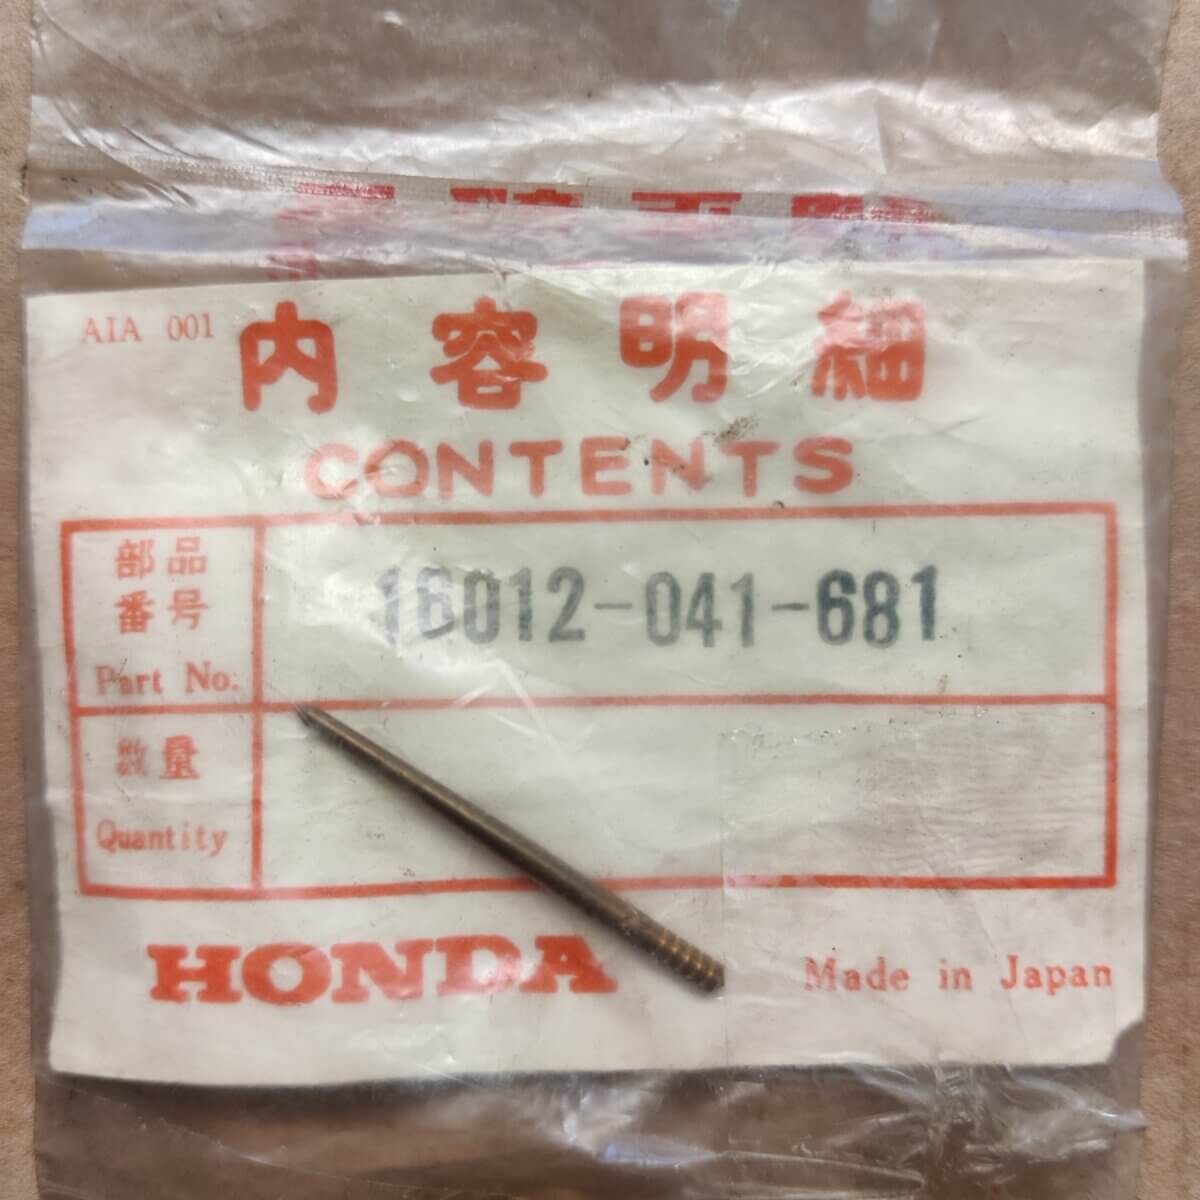 AIA 001
内容明細
CONTENTS
部品
番号
Part No.
16012-041-681
数量
Quantity
HONDA
Made in Japan